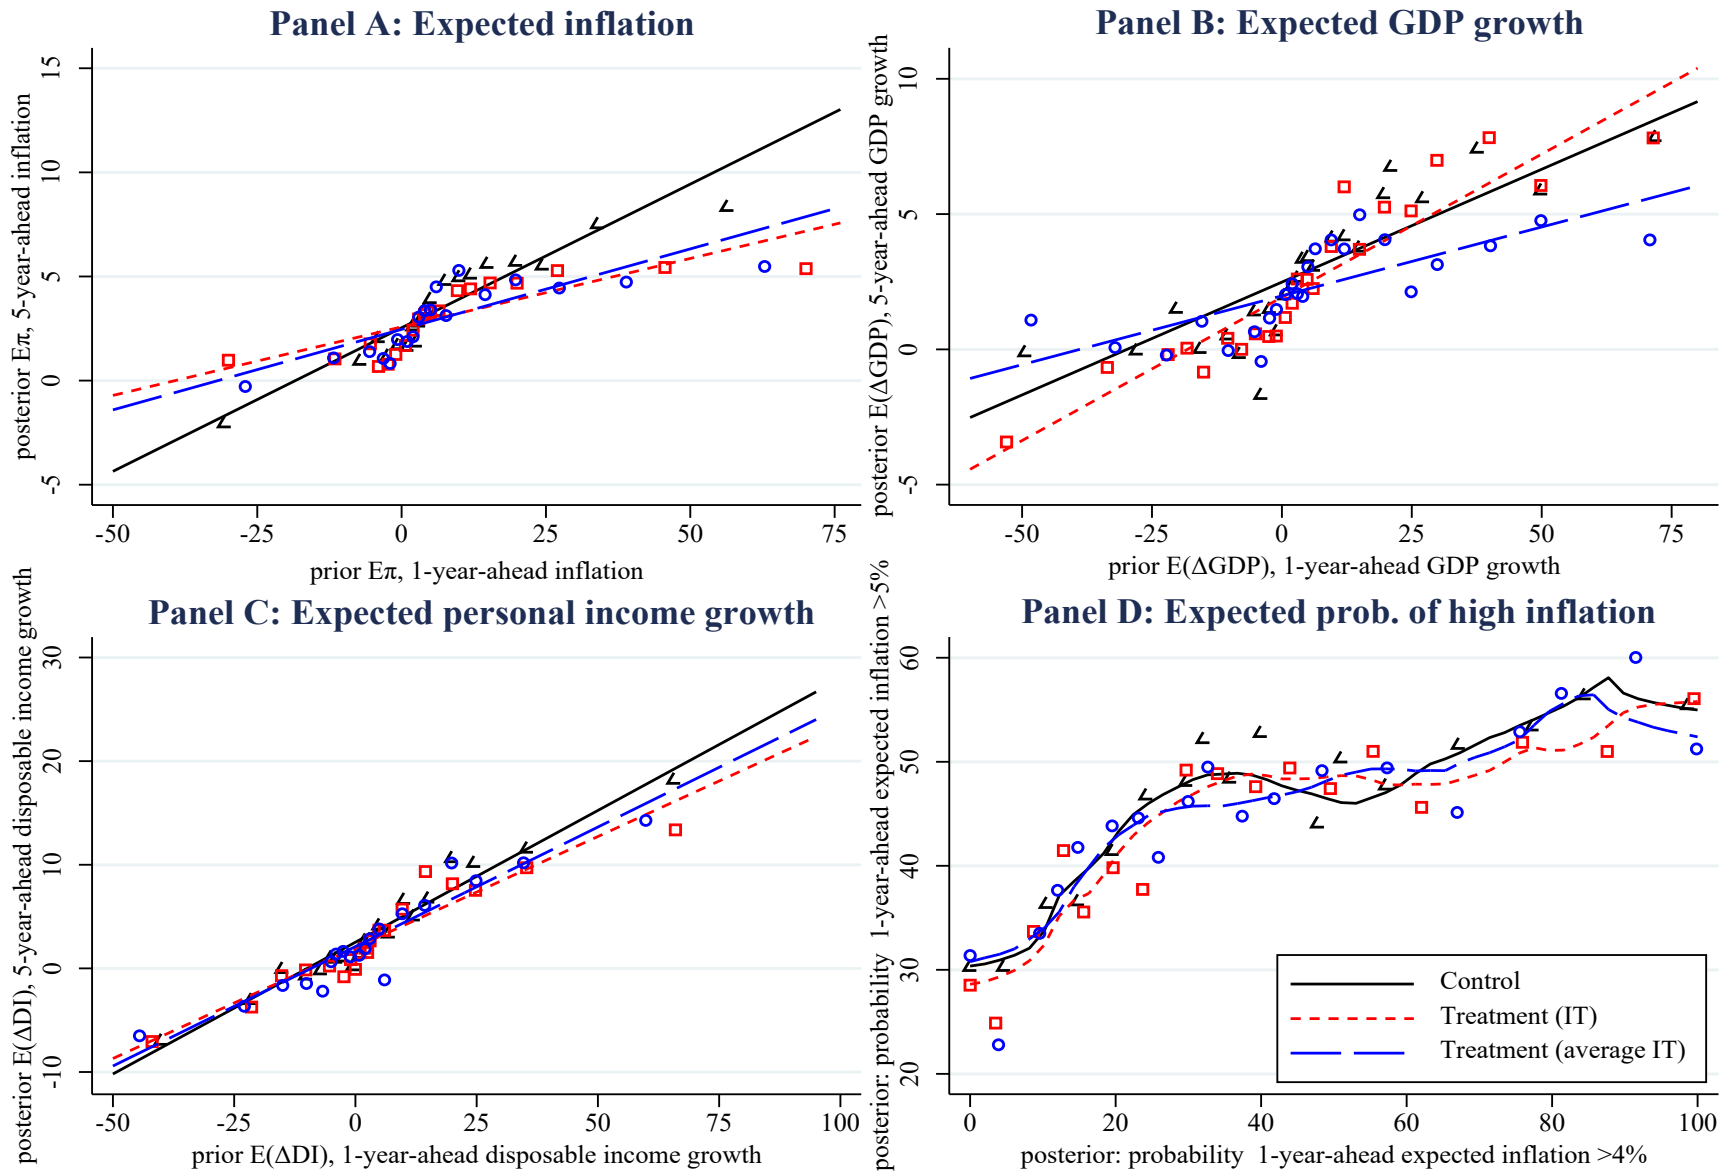 Panel A: Expected inflation
posterior Eπ, 5-year-ahead inflation
15
10
5
0
-5
-50 -25 0 25 50 75
prior Eπ, 1-year-ahead inflation
Panel B: Expected GDP growth
posterior E(ΔGDP), 5-year-ahead GDP growth
10
5
0
-5
-50 -25 0 25 50 75
prior E(ΔGDP), 1-year-ahead GDP growth
Panel C: Expected personal income growth
posterior E(ΔDI), 5-year-ahead disposable income growth
30
20
10
0
-10
-50 -25 0 25 50 75 100
prior E(ΔDI), 1-year-ahead disposable income growth
Panel D: Expected prob. of high inflation
posterior: probability 1-year-ahead expected inflation >5%
60
50
40
30
20
Control
Treatment (IT)
Treatment (average IT)
0 20 40 60 80 100
posterior: probability 1-year-ahead expected inflation >4%